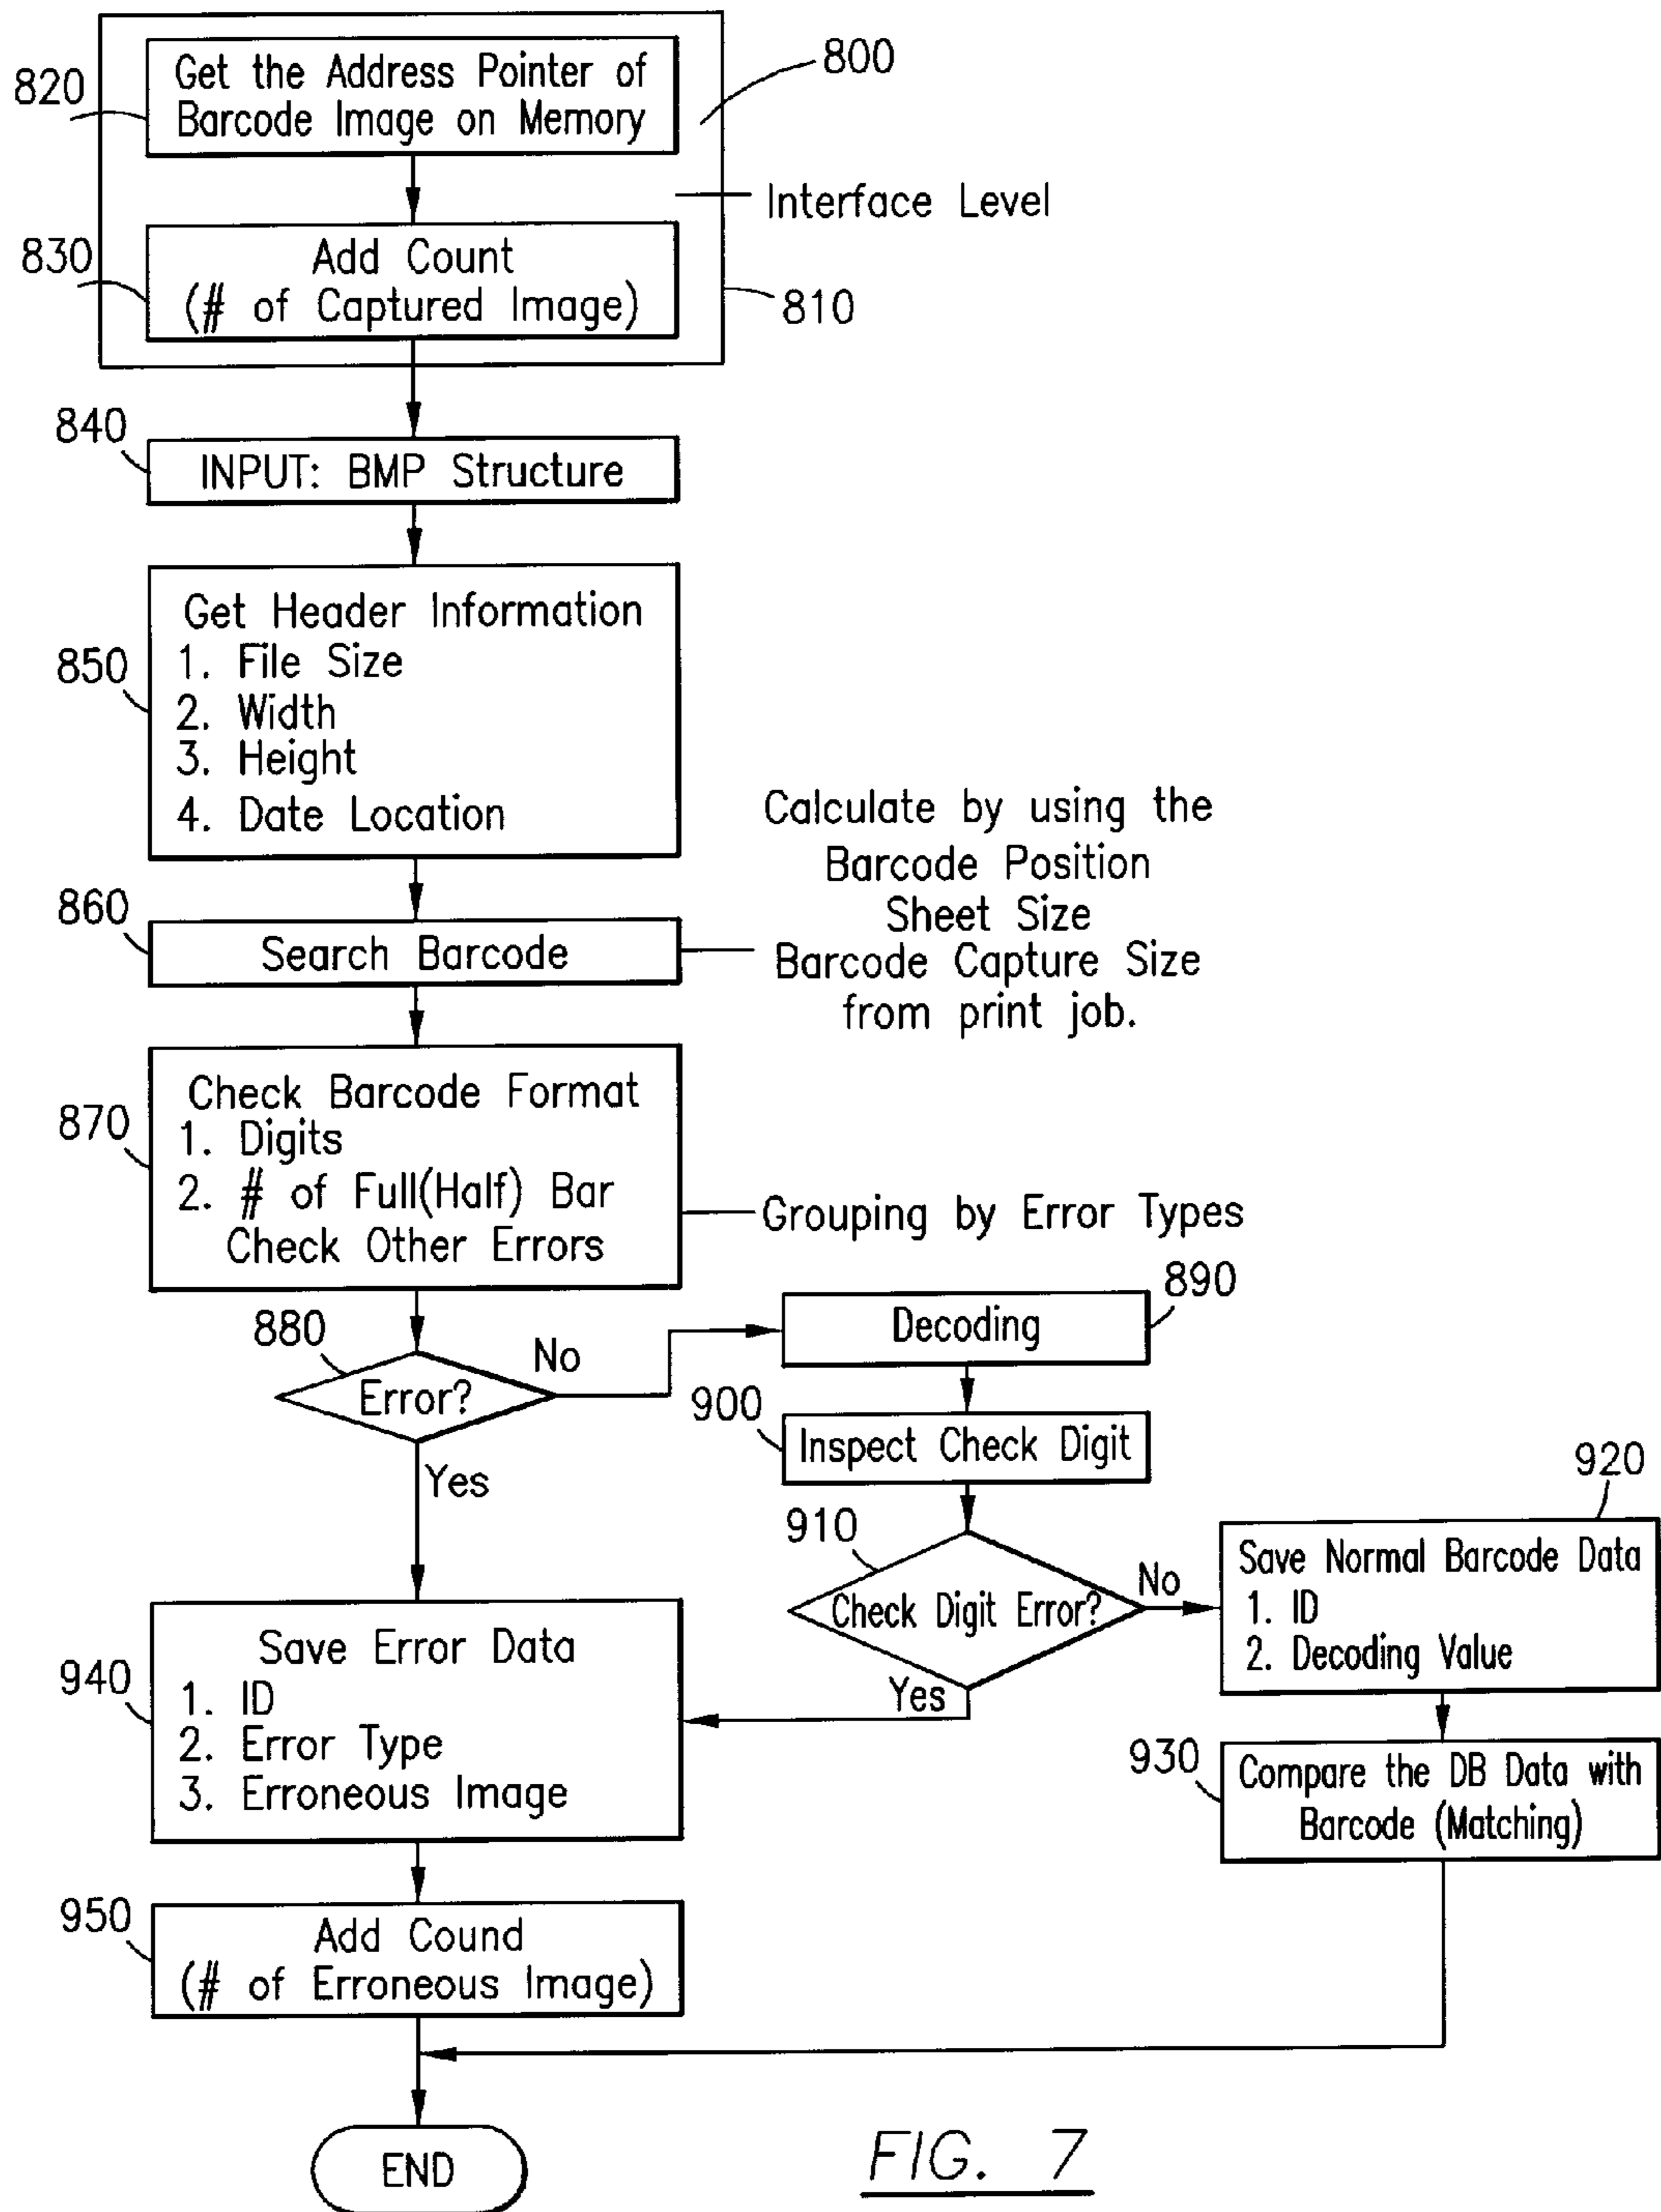 820
Get the Address Pointer of
Barcode Image on Memory
800
Interface Level
830
Add Count
(# of Captured Image)
810
840
INPUT: BMP Structure
850
Get Header Information
1. File Size
2. Width
3. Height
4. Date Location
860
Search Barcode
Calculate by using the
Barcode Position
Sheet Size
Barcode Capture Size
from print job.
870
Check Barcode Format
1. Digits
2. # of Full(Half) Bar
Check Other Errors
Grouping by Error Types
880
Error?
No
Yes
890
Decoding
900
Inspect Check Digit
910
Check Digit Error?
No
Yes
920
Save Normal Barcode Data
1. ID
2. Decoding Value
930
Compare the DB Data with
Barcode (Matching)
940
Save Error Data
1. ID
2. Error Type
3. Erroneous Image
950
Add Cound
(# of Erroneous Image)
END
FIG. 7